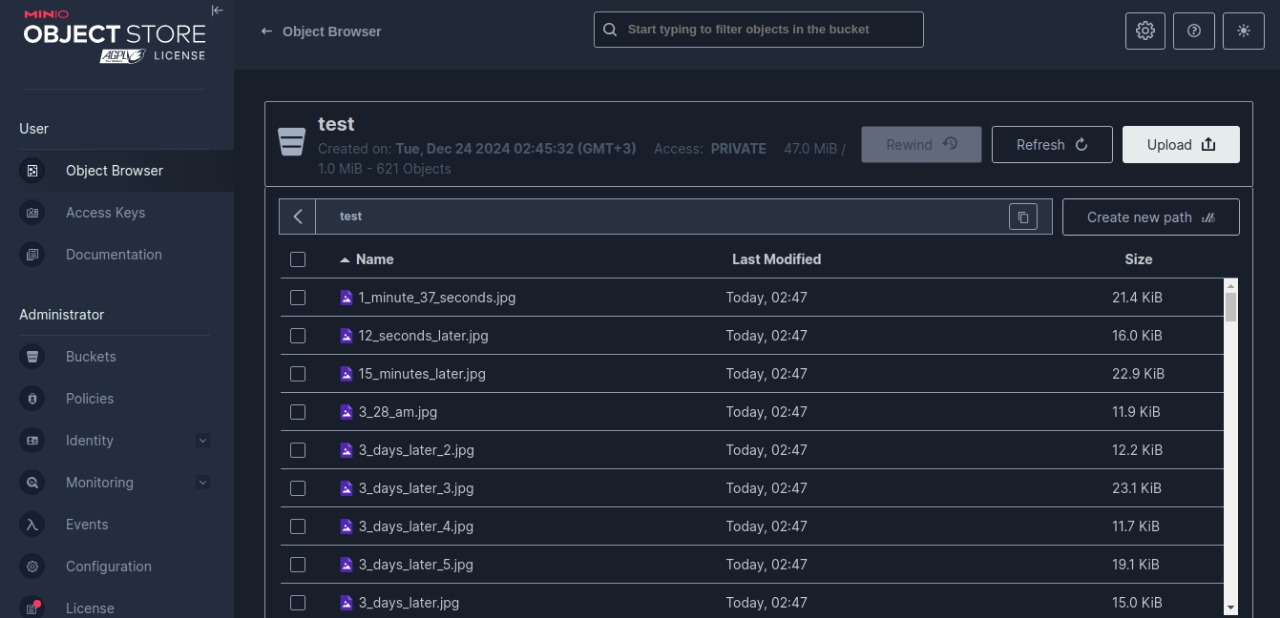 MINIO
OBJECT STORE
AGPLv3 LICENSE
← Object Browser
Start typing to filter objects in the bucket
User
Object Browser
Access Keys
Documentation
Administrator
Buckets
Policies
Identity
Monitoring
Events
Configuration
License
test
Created on: Tue, Dec 24 2024 02:45:32 (GMT+3) Access: PRIVATE 47.0 MiB /
1.0 MiB - 621 Objects
Rewind
Refresh
Upload
test
Create new path
Name Last Modified Size
1_minute_37_seconds.jpg Today, 02:47 21.4 KiB
12_seconds_later.jpg Today, 02:47 16.0 KiB
15_minutes_later.jpg Today, 02:47 22.9 KiB
3_28_am.jpg Today, 02:47 11.9 KiB
3_days_later_2.jpg Today, 02:47 12.2 KiB
3_days_later_3.jpg Today, 02:47 23.1 KiB
3_days_later_4.jpg Today, 02:47 11.7 KiB
3_days_later_5.jpg Today, 02:47 19.1 KiB
3_days_later.jpg Today, 02:47 15.0 KiB